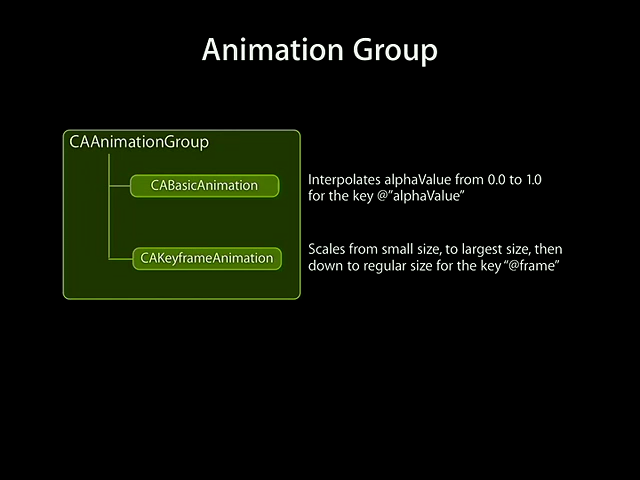 Animation Group
CAAnimationGroup
CABasicAnimation
Interpolates alphaValue from 0.0 to 1.0
for the key @"alphaValue"
CAKeyframeAnimation
Scales from small size, to largest size, then
down to regular size for the key "@frame"